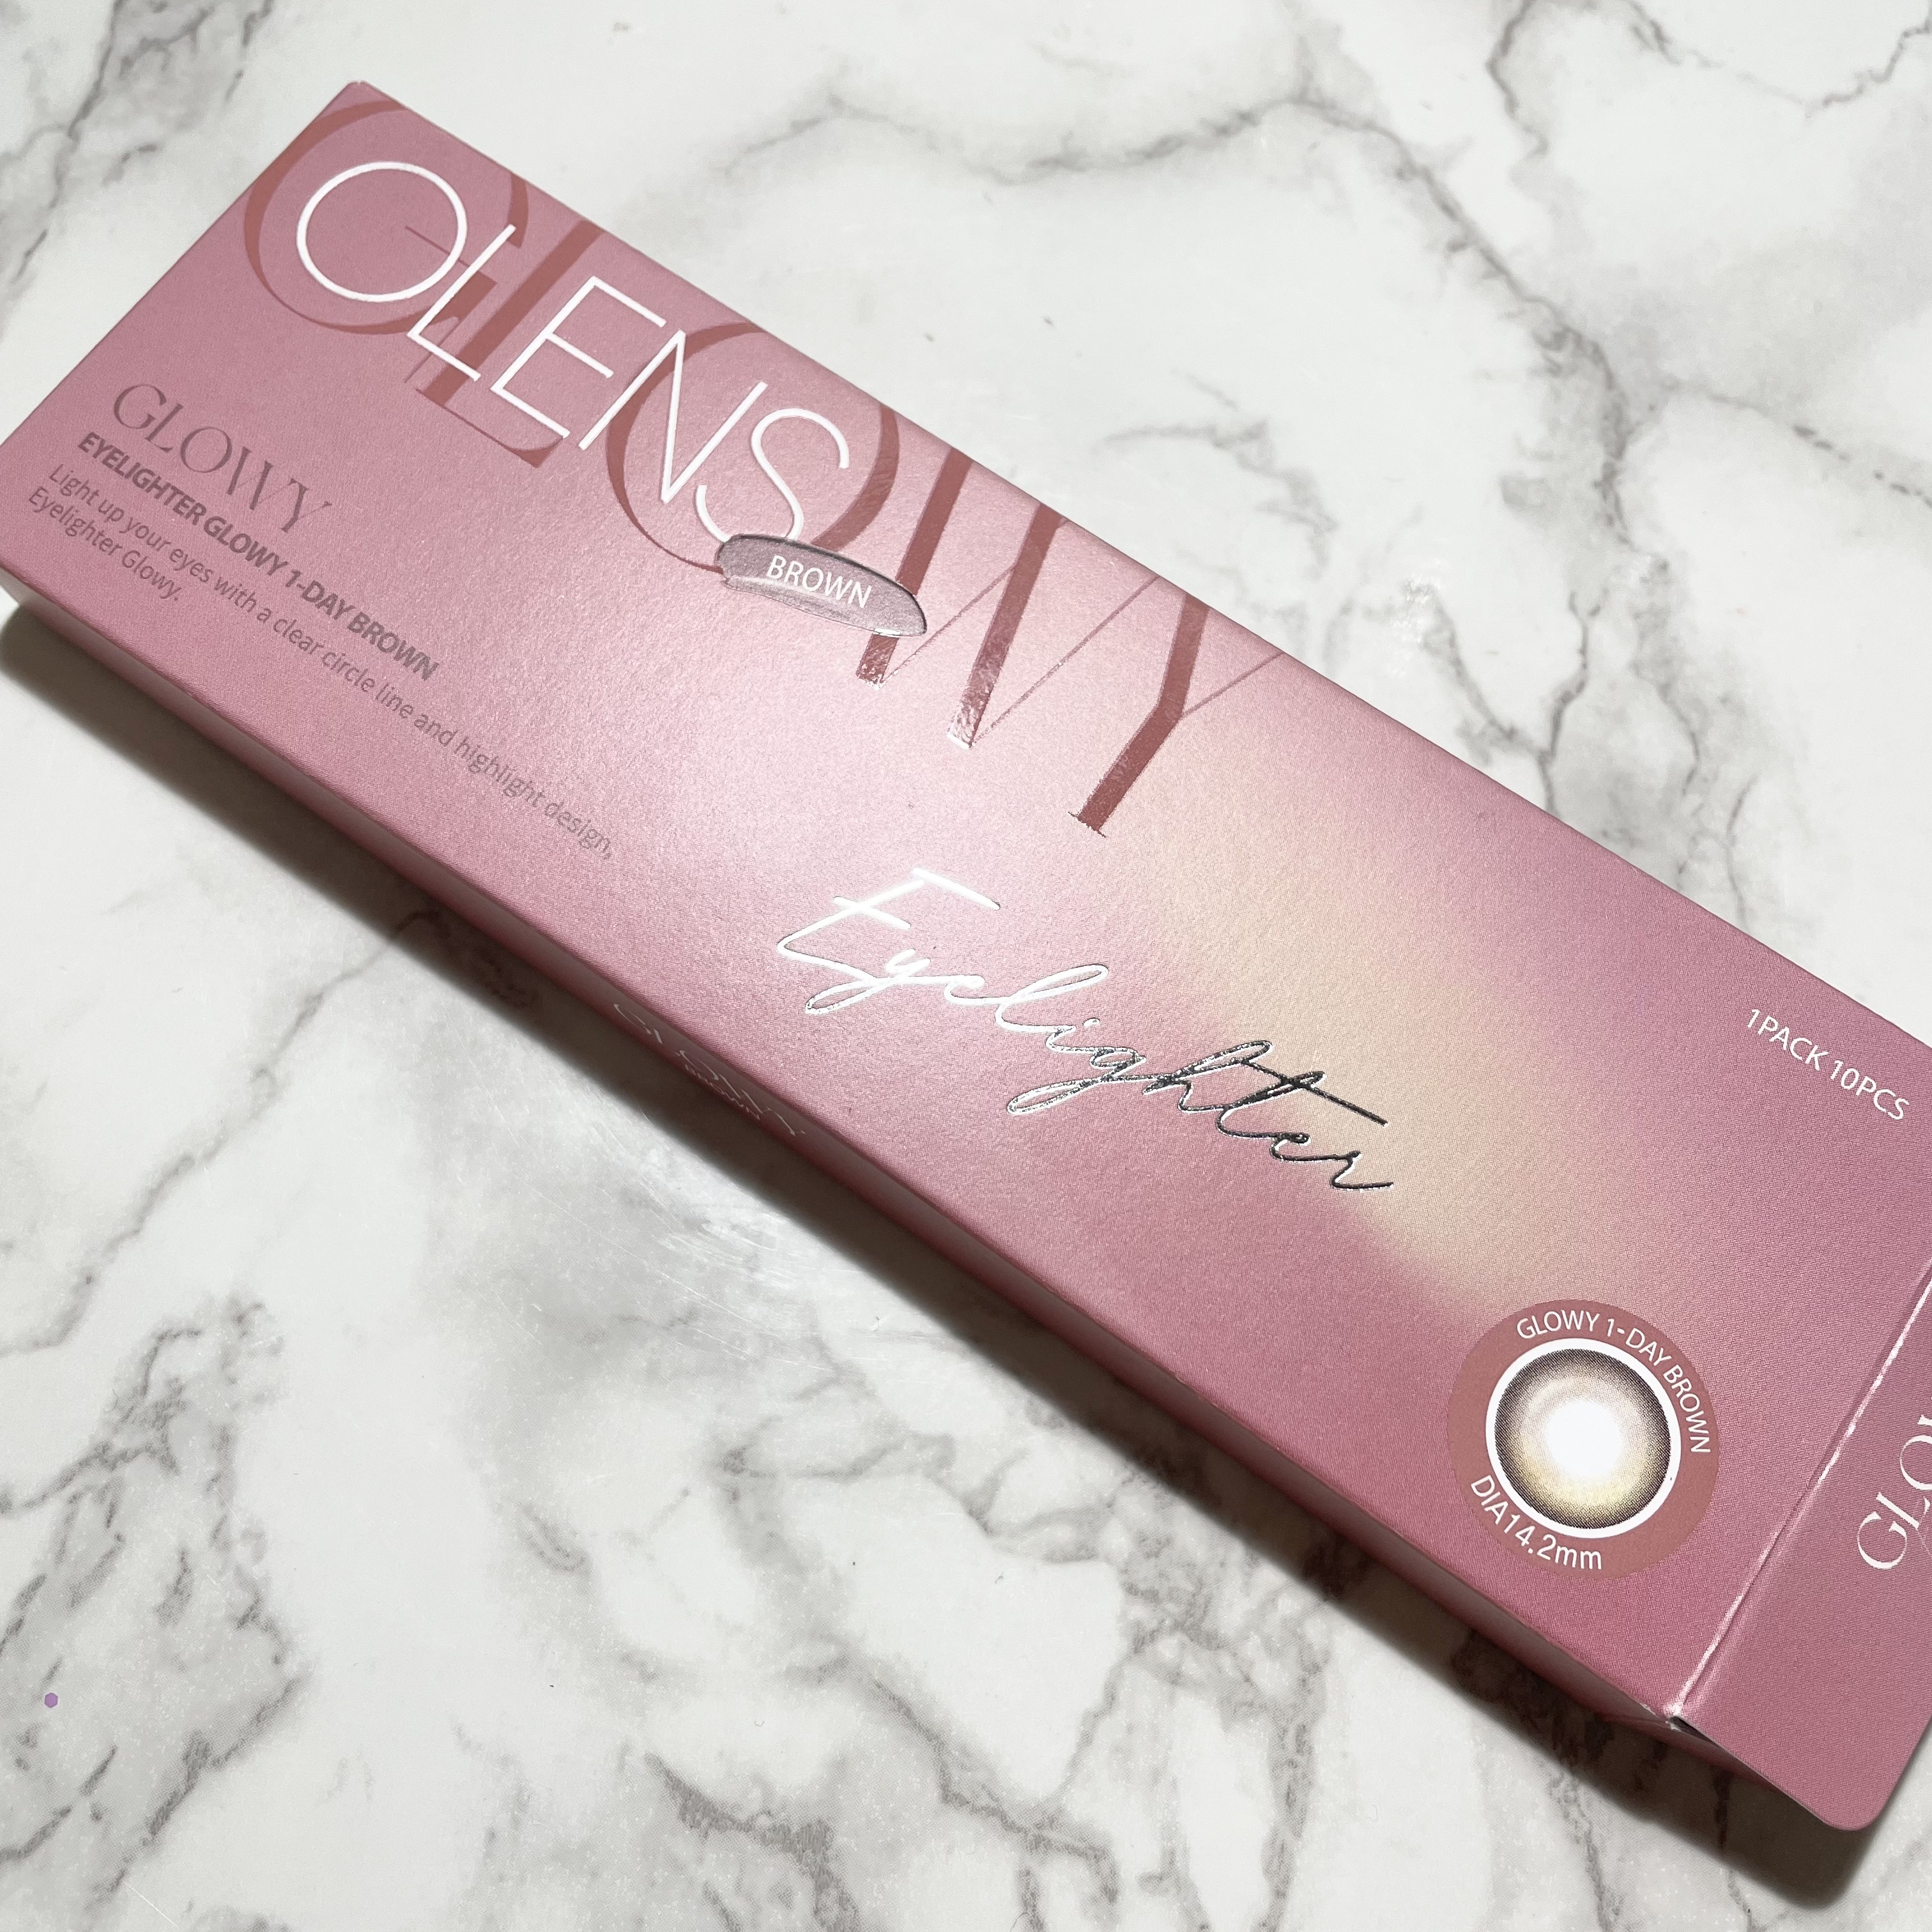 GLOWY
OLENS
BROWN
GLOWY
EYELIGHTER GLOWY 1-DAY BROWN
Light up your eyes with a clear circle line and highlight design,
Eyelighter Glowy.
Eyelighter
1PACK 10PCS
GLOWY 1-DAY BROWN
DIA14.2mm
GLOWY
BROWN